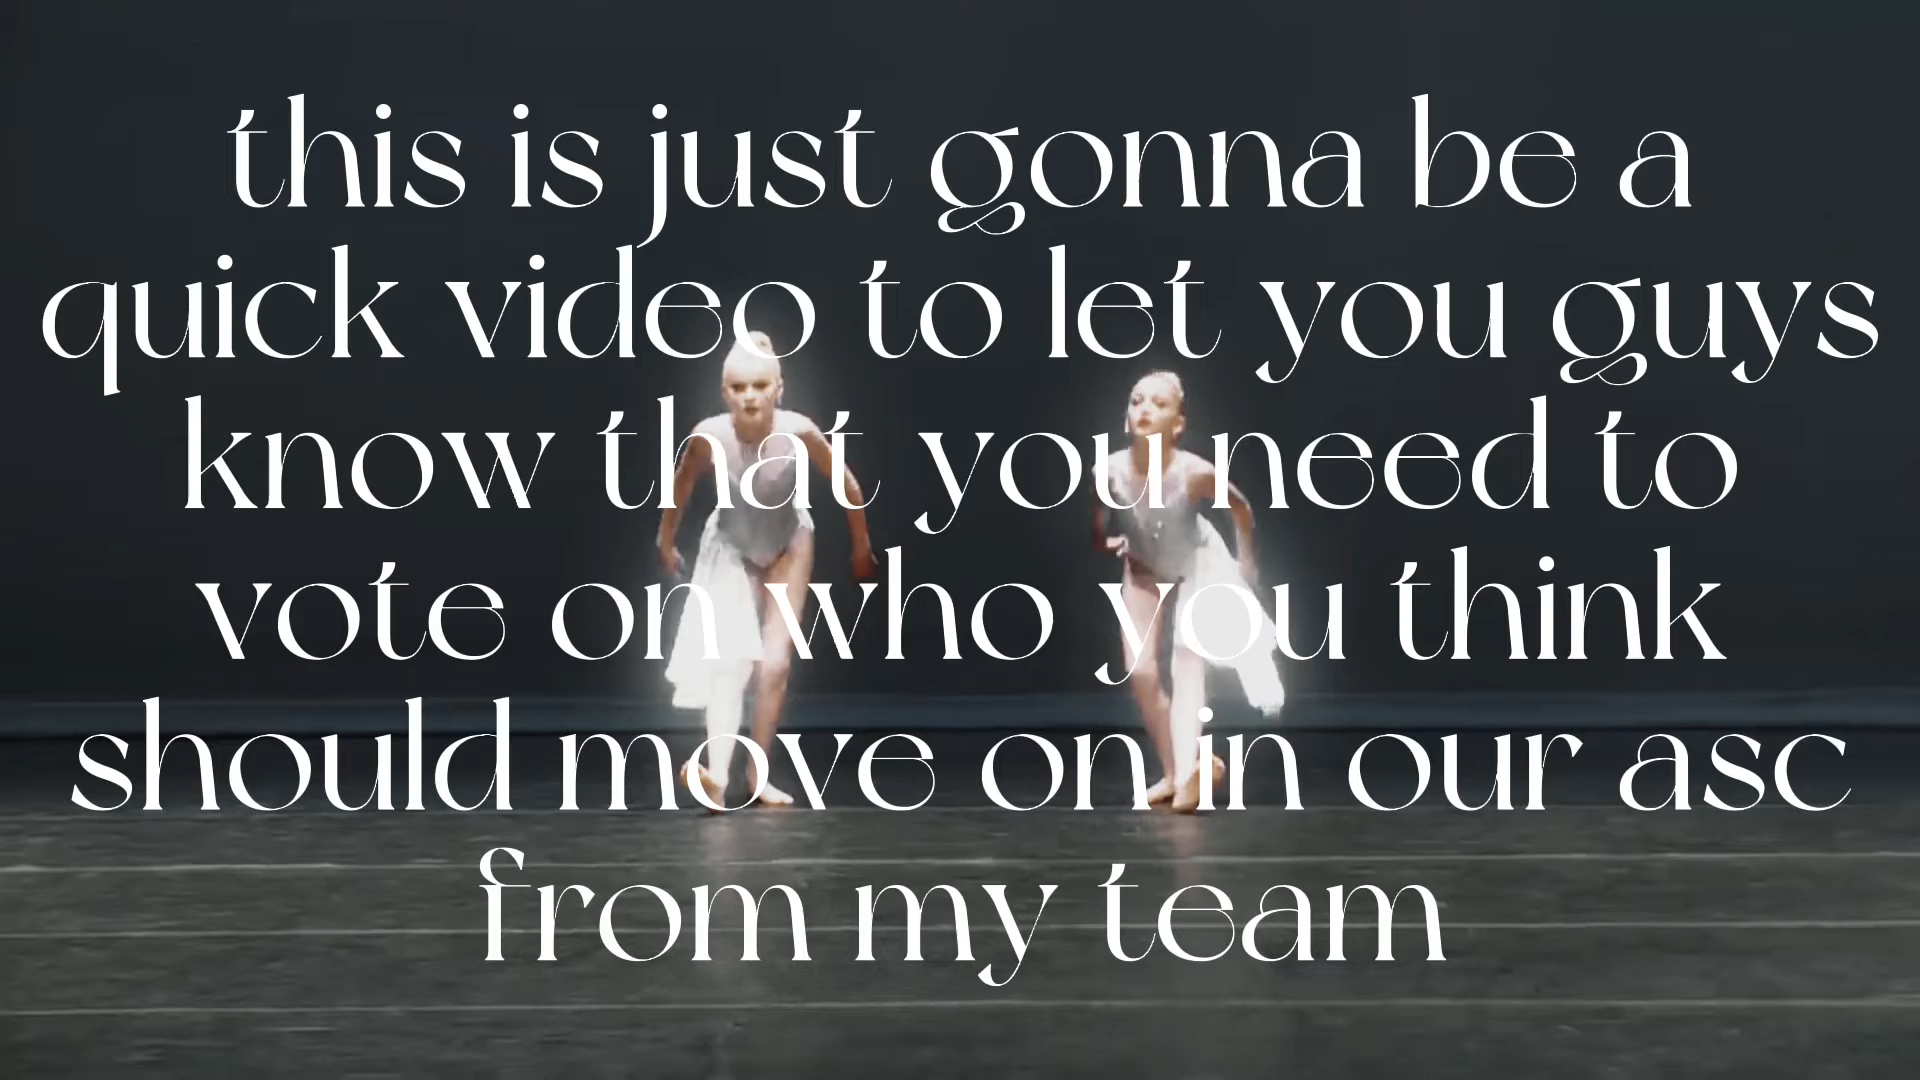 this is just gonna be a
quick video to let you guys
know that you need to
vote on who you think
should move on in our asc
from my team